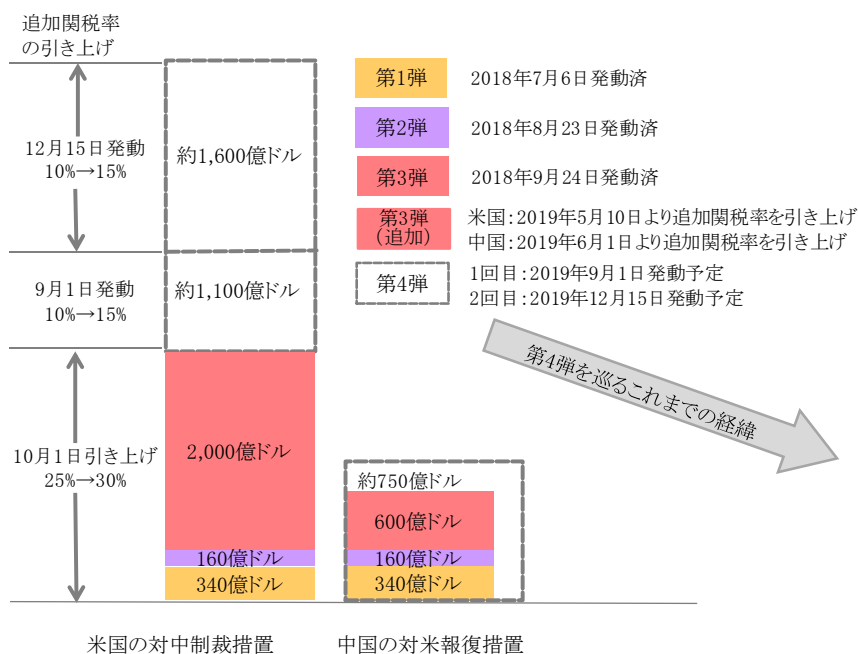 追加関税率
の引き上げ
12月15日発動
10%→15%
9月1日発動
10%→15%
10月1日引き上げ
25%→30%
約1,600億ドル
約1,100億ドル
2,000億ドル
160億ドル
340億ドル
米国の対中制裁措置
約750億ドル
600億ドル
160億ドル
340億ドル
中国の対米報復措置
第1弾 2018年7月6日発動済
第2弾 2018年8月23日発動済
第3弾 2018年9月24日発動済
第3弾
(追加)
米国:2019年5月10日より追加関税率を引き上げ
中国:2019年6月1日より追加関税率を引き上げ
第4弾
1回目:2019年9月1日発動予定
2回目:2019年12月15日発動予定
第4弾を巡るこれまでの経緯